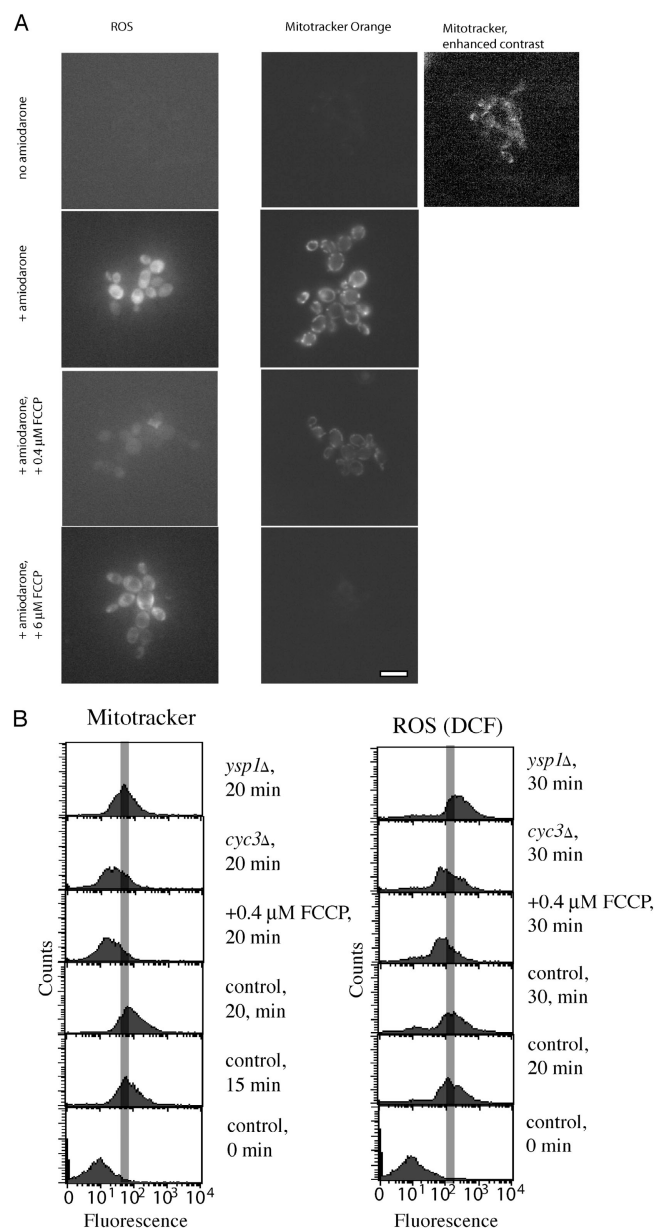 A
ROS
Mitotracker Orange
Mitotracker,
enhanced contrast
no amiodarone
+ amiodarone
+ amiodarone,
+ 0.4 μM FCCP
+ amiodarone,
+ 6 μM FCCP
B
Mitotracker
ysp1Δ,
20 min
cyc3Δ,
20 min
+0.4 μM FCCP,
20 min
control,
20, min
control,
15 min
control,
0 min
Counts
0 10¹ 10² 10³ 10⁴
Fluorescence
ROS (DCF)
ysp1Δ,
30 min
cyc3Δ,
30 min
+0.4 μM FCCP,
30 min
control,
30, min
control,
20 min
control,
0 min
Counts
0 10¹ 10² 10³ 10⁴
Fluorescence